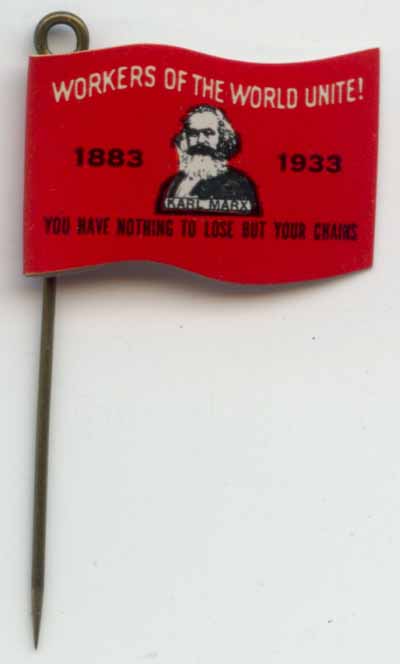 WORKERS OF THE WORLD UNITE!
1883 1933
KARL MARX
YOU HAVE NOTHING TO LOSE BUT YOUR CHAINS